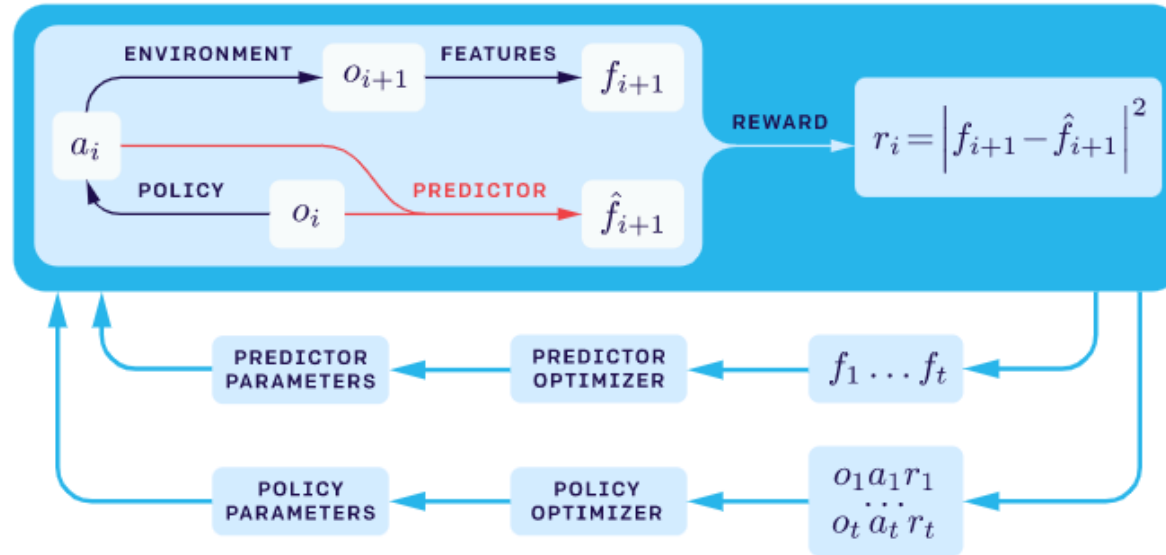 ENVIRONMENT
o_{i+1}
FEATURES
f_{i+1}
a_i
REWARD
r_i = |f_{i+1} − f̂_{i+1}|^2
POLICY
o_i
PREDICTOR
f̂_{i+1}
PREDICTOR
PARAMETERS
PREDICTOR
OPTIMIZER
f_1 . . . f_t
POLICY
PARAMETERS
POLICY
OPTIMIZER
o_1 a_1 r_1
. . .
o_t a_t r_t